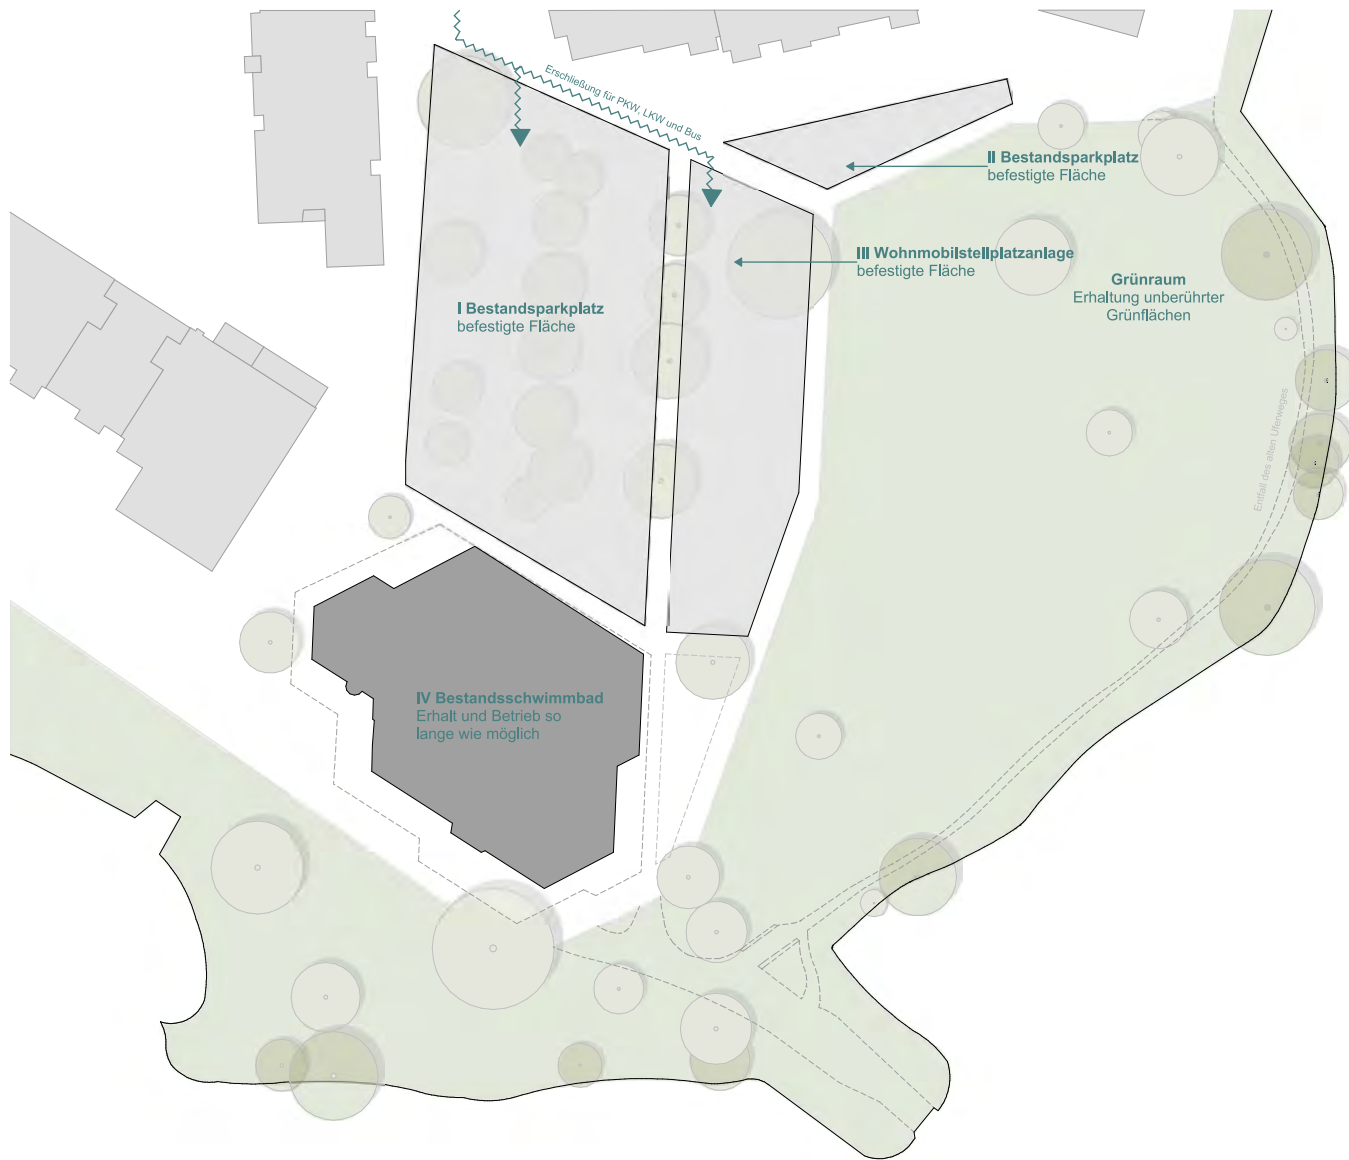 Erschließung für PKW, LKW und Bus
II Bestandsparkplatz
befestigte Fläche
III Wohnmobilstellplatzanlage
befestigte Fläche
Grünraum
Erhaltung unberührter
Grünflächen
I Bestandsparkplatz
befestigte Fläche
Entfall des alten Uferweges
IV Bestandsschwimmbad
Erhalt und Betrieb so
lange wie möglich